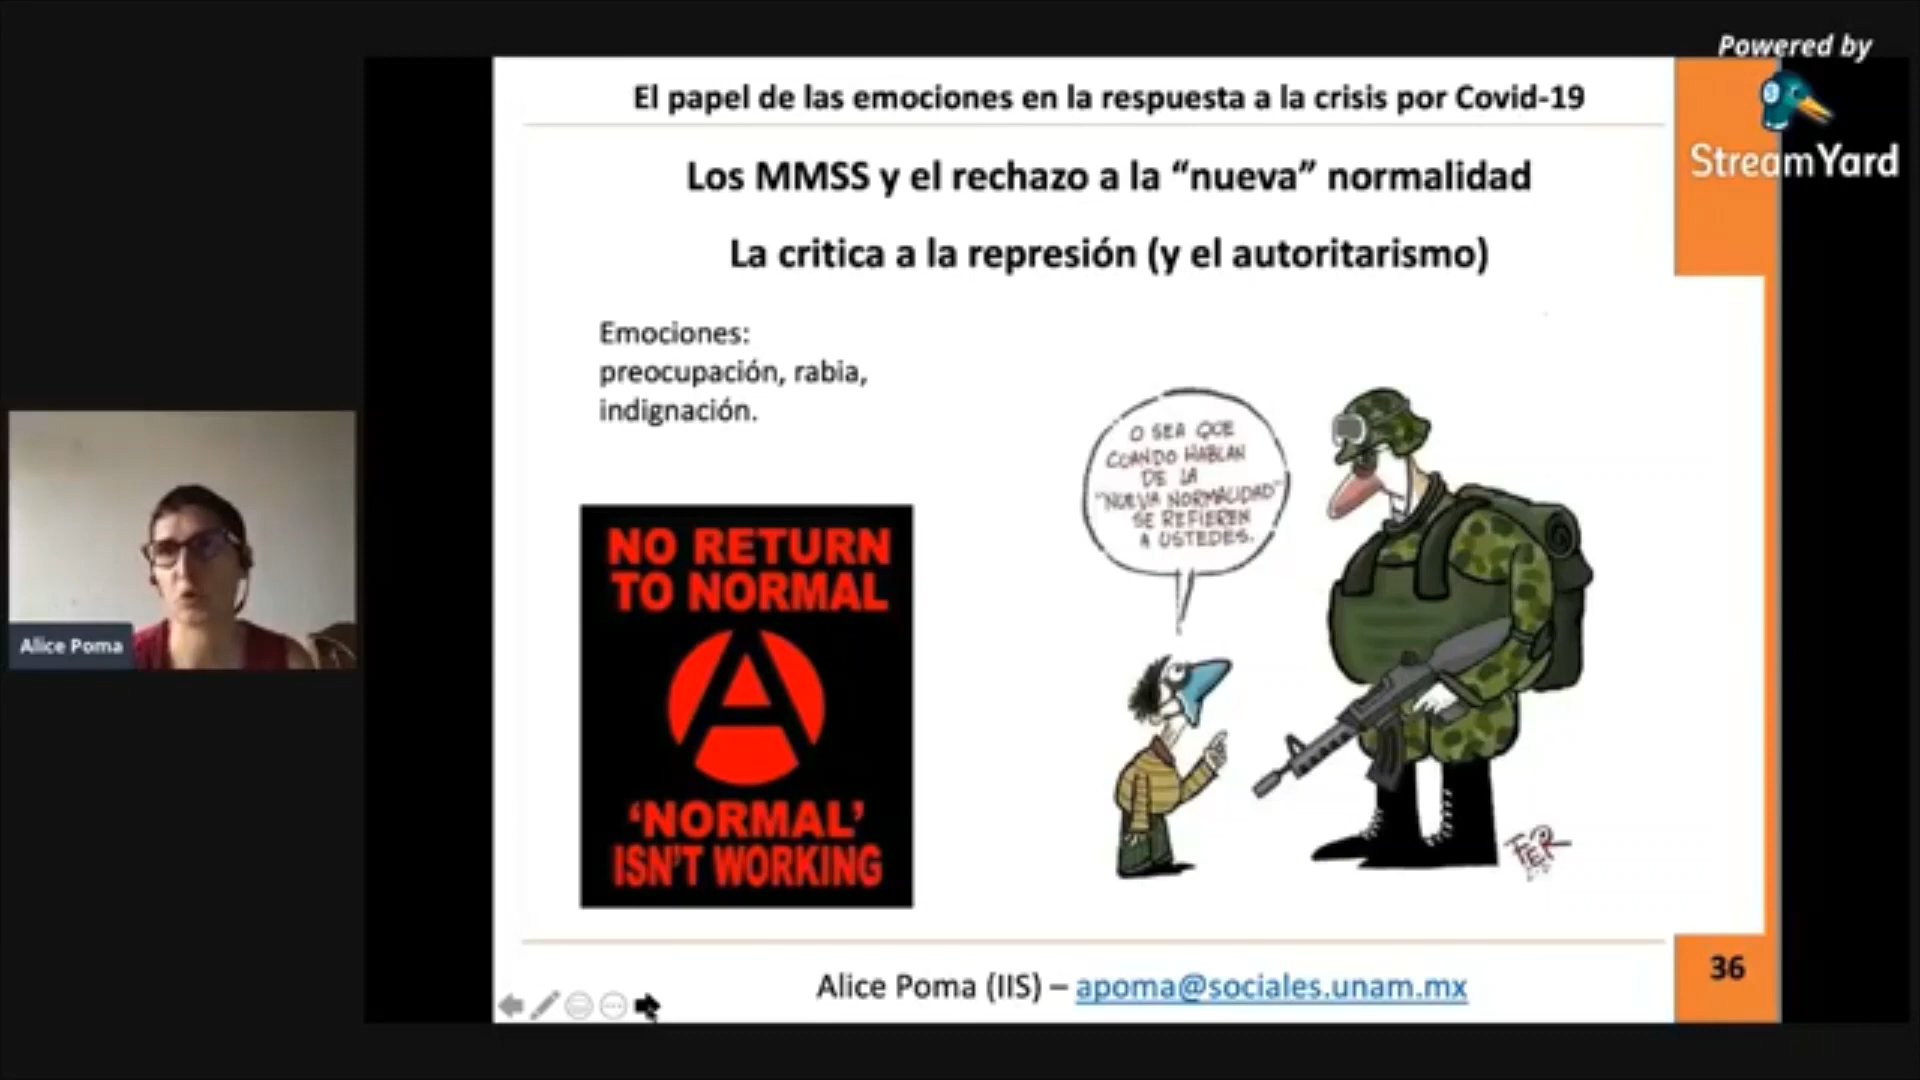 Powered by
StreamYard
El papel de las emociones en la respuesta a la crisis por Covid-19
Los MMSS y el rechazo a la “nueva” normalidad
La critica a la represión (y el autoritarismo)
Emociones:
preocupación, rabia,
indignación.
O SEA QUE
CUANDO HABLAN
DE LA
"NUEVA NORMALIDAD"
SE REFIEREN
A USTEDES.
NO RETURN
TO NORMAL
A
‘NORMAL’
ISN'T WORKING
FER
Alice Poma
Alice Poma (IIS) – apoma@sociales.unam.mx
36